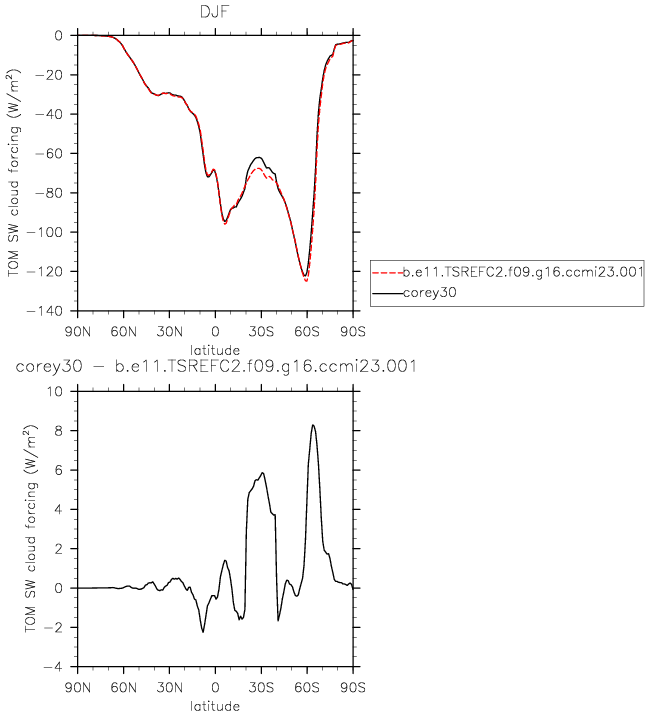 DJF
TOM SW cloud forcing (W/m²)
0
−20
−40
−60
−80
−100
−120
−140
90N 60N 30N 0 30S 60S 90S
latitude
b.e11.TSREFC2.f09.g16.ccmi23.001
corey30
corey30 − b.e11.TSREFC2.f09.g16.ccmi23.001
TOM SW cloud forcing (W/m²)
10
8
6
4
2
0
−2
−4
90N 60N 30N 0 30S 60S 90S
latitude